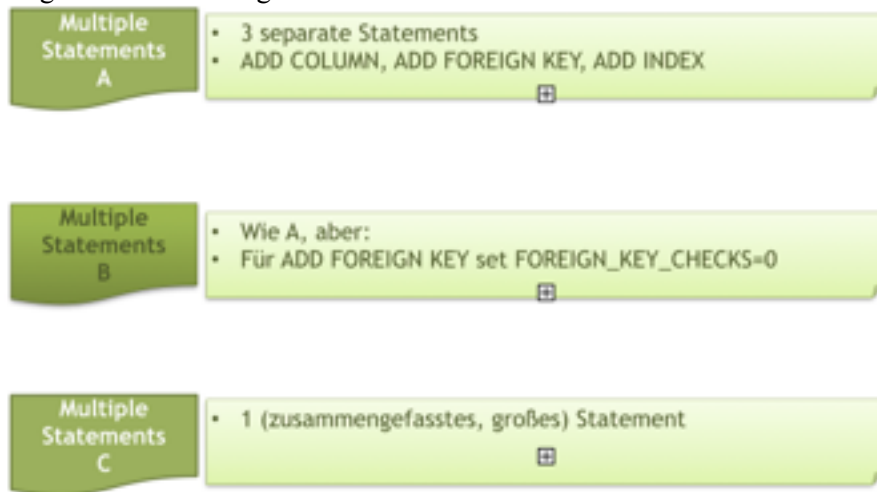 Multiple
Statements
A
• 3 separate Statements
• ADD COLUMN, ADD FOREIGN KEY, ADD INDEX
Multiple
Statements
B
• Wie A, aber:
• Für ADD FOREIGN KEY set FOREIGN_KEY_CHECKS=0
Multiple
Statements
C
• 1 (zusammengefasstes, großes) Statement